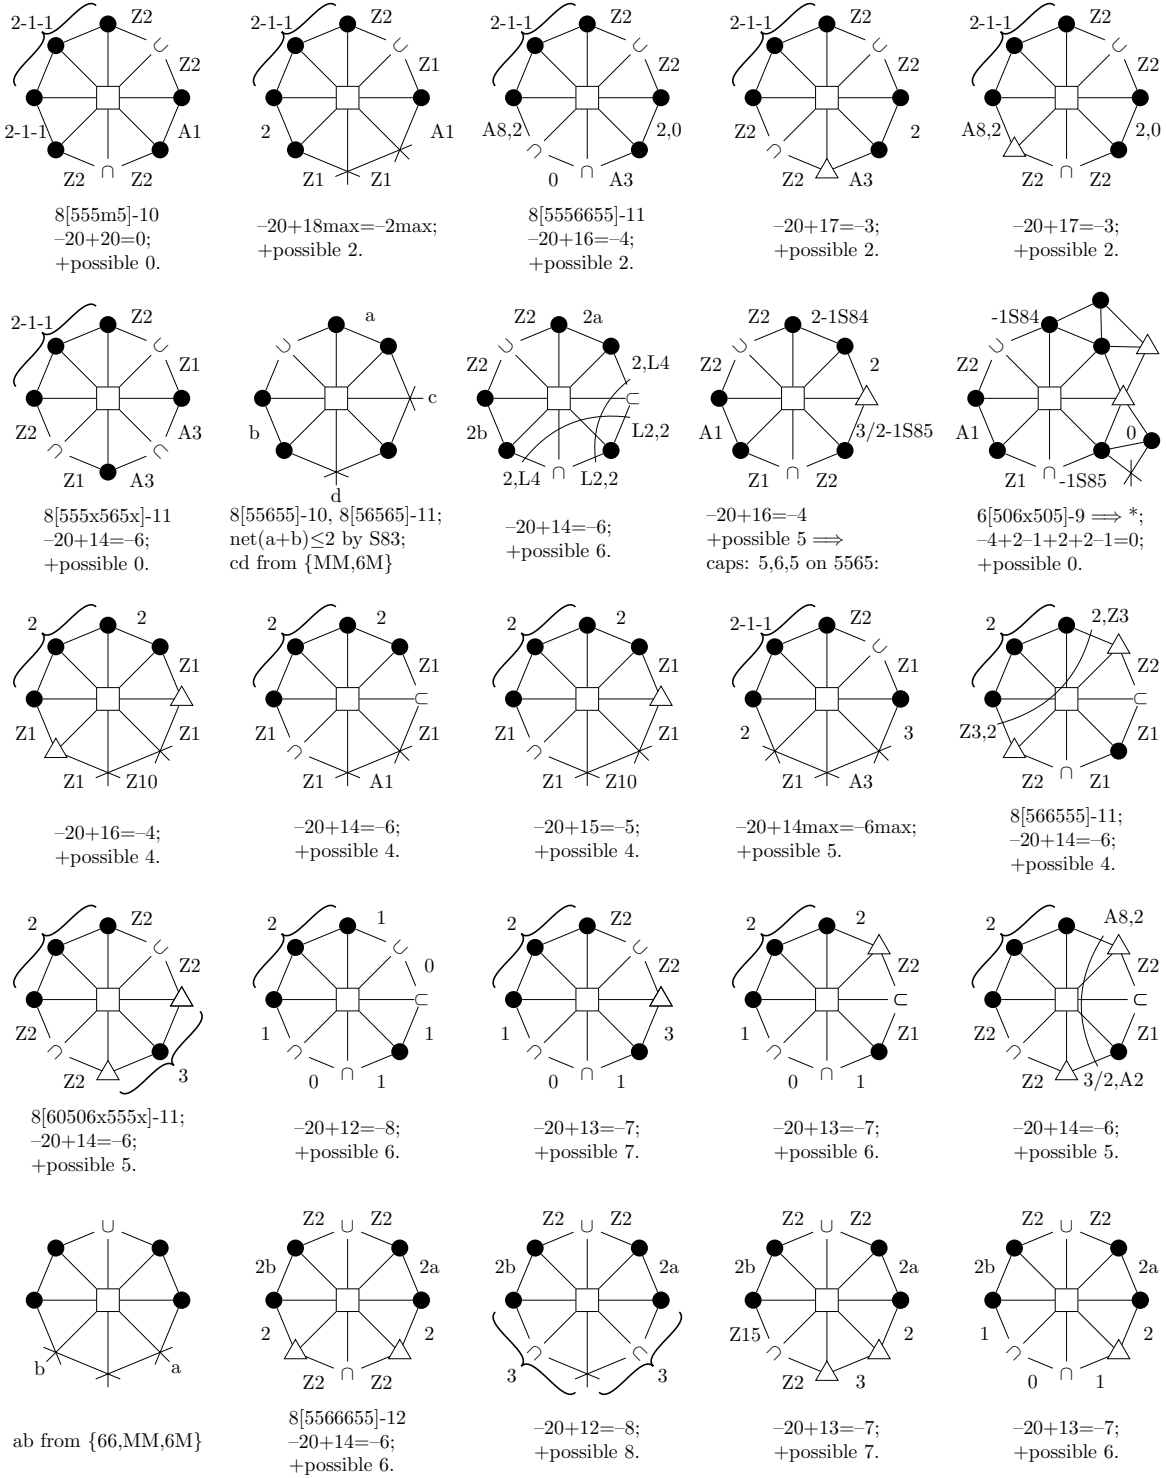 2-1-1 Z2 Z2 A1 Z2 Z2 2-1-1
8[555m5]-10
–20+20=0;
+possible 0.
2-1-1 Z2 Z1 A1 Z1 Z1 2
–20+18max=–2max;
+possible 2.
2-1-1 Z2 Z2 2,0 A3 0 A8,2
8[5556655]-11
–20+16=–4;
+possible 2.
2-1-1 Z2 Z2 2 A3 Z2 Z2
–20+17=–3;
+possible 2.
2-1-1 Z2 Z2 2,0 Z2 Z2 A8,2
–20+17=–3;
+possible 2.
2-1-1 Z2 Z1 A3 A3 Z1 Z2
8[555x565x]-11
–20+14=–6;
+possible 0.
a c d b
8[55655]-10, 8[56565]-11;
net(a+b)≤2 by S83;
cd from {MM,6M}
Z2 2a 2,L4 L2,2 L2,2 2,L4 2b Z2
–20+14=–6;
+possible 6.
Z2 2-1S84 2 3/2-1S85 Z2 Z1 A1 Z2
–20+16=–4
+possible 5 ⟹
caps: 5,6,5 on 5565:
-1S84 0 -1S85 Z1 A1 Z2
6[506x505]-9 ⟹ *;
–4+2–1+2+2–1=0;
+possible 0.
2 2 Z1 Z1 Z10 Z1 Z1
–20+16=–4;
+possible 4.
2 2 Z1 Z1 A1 Z1 Z1
–20+14=–6;
+possible 4.
2 2 Z1 Z1 Z10 Z1 Z1
–20+15=–5;
+possible 4.
2-1-1 Z2 Z1 3 A3 Z1 2
–20+14max=–6max;
+possible 5.
2 2,Z3 Z2 Z1 Z1 Z2 Z3,2
8[566555]-11;
–20+14=–6;
+possible 4.
2 Z2 Z2 3 Z2 Z2
8[60506x555x]-11;
–20+14=–6;
+possible 5.
2 1 0 1 1 0 1
–20+12=–8;
+possible 6.
2 Z2 Z2 3 1 0 1
–20+13=–7;
+possible 7.
2 2 Z2 Z1 1 0 1
–20+13=–7;
+possible 6.
2 A8,2 Z2 Z1 3/2,A2 Z2 Z2
–20+14=–6;
+possible 5.
b a
ab from {66,MM,6M}
Z2 Z2 2a 2 Z2 Z2 2 2b
8[5566655]-12
–20+14=–6;
+possible 6.
Z2 Z2 2a 3 3 2b
–20+12=–8;
+possible 8.
Z2 Z2 2a 2 3 Z2 Z15 2b
–20+13=–7;
+possible 7.
Z2 Z2 2a 2 1 0 1 2b
–20+13=–7;
+possible 6.